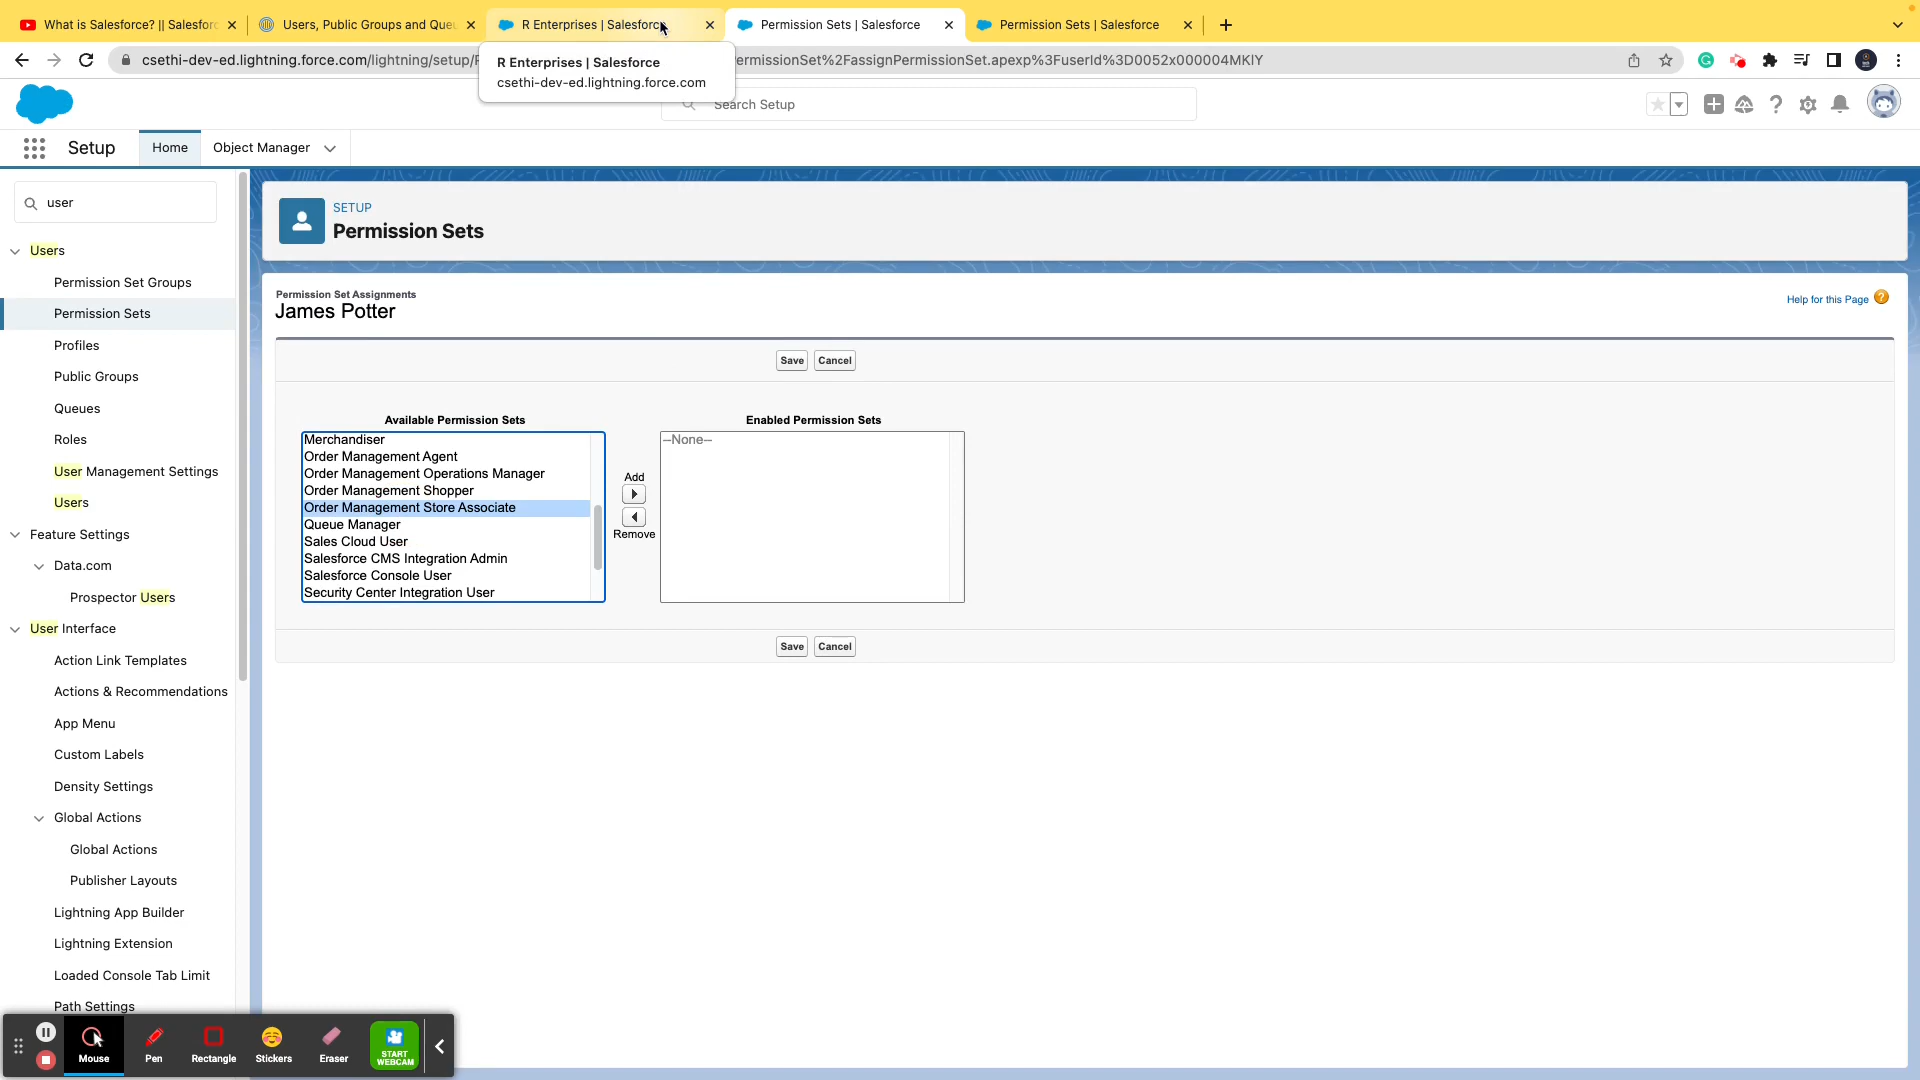 What is Salesforce? || Salesforc
Users, Public Groups and Queu
R Enterprises | Salesforce
Permission Sets | Salesforce
Permission Sets | Salesforce
csethi-dev-ed.lightning.force.com/lightning/setup/
ermissionSet%2FassignPermissionSet.apexp%3FuserId%3D0052x000004MKlY
R Enterprises | Salesforce
csethi-dev-ed.lightning.force.com
Search Setup
Setup
Home
Object Manager
user
SETUP
Permission Sets
Users
Permission Set Groups
Permission Sets
Profiles
Public Groups
Queues
Roles
User Management Settings
Users
Feature Settings
Data.com
Prospector Users
User Interface
Action Link Templates
Actions & Recommendations
App Menu
Custom Labels
Density Settings
Global Actions
Global Actions
Publisher Layouts
Lightning App Builder
Lightning Extension
Loaded Console Tab Limit
Path Settings
Permission Set Assignments
James Potter
Help for this Page
Save Cancel
Available Permission Sets
Enabled Permission Sets
Merchandiser
Order Management Agent
Order Management Operations Manager
Order Management Shopper
Order Management Store Associate
Queue Manager
Sales Cloud User
Salesforce CMS Integration Admin
Salesforce Console User
Security Center Integration User
Add
Remove
--None--
Save Cancel
Mouse
Pen
Rectangle
Stickers
Eraser
START
WEBCAM